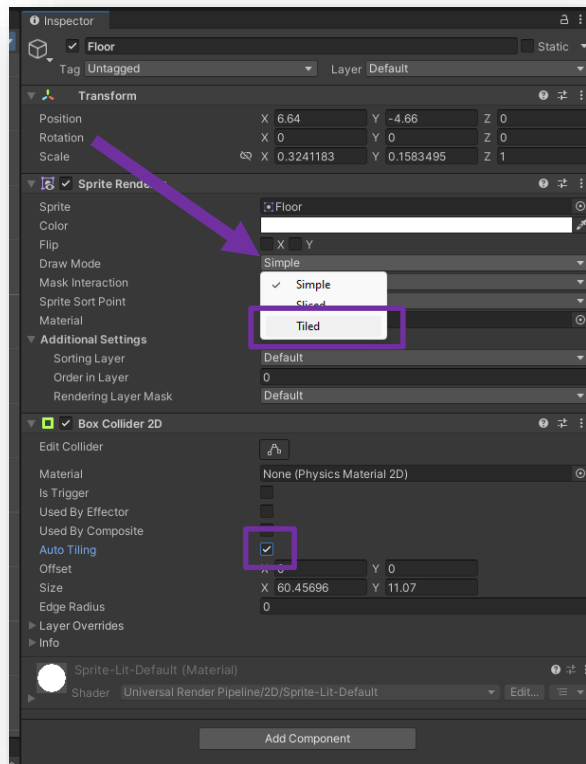 Inspector
Floor Static
Tag Untagged Layer Default
Transform
Position X 6.64 Y -4.66 Z 0
Rotation X 0 Y 0 Z 0
Scale X 0.3241183 Y 0.1583495 Z 1
Sprite
Sprite Floor
Color
Flip X Y
Draw Mode Simple
Mask Interaction Simple
Sprite Sort Point Sliced
Material Tiled
Additional Settings
Sorting Layer Default
Order in Layer 0
Rendering Layer Mask Default
Box Collider 2D
Edit Collider
Material None (Physics Material 2D)
Is Trigger
Used By Effector
Used By Composite
Auto Tiling
Offset X 0 Y 0
Size X 60.45696 Y 11.07
Edge Radius 0
Layer Overrides
Info
Sprite-Lit-Default (Material)
Shader Universal Render Pipeline/2D/Sprite-Lit-Default Edit...
Add Component